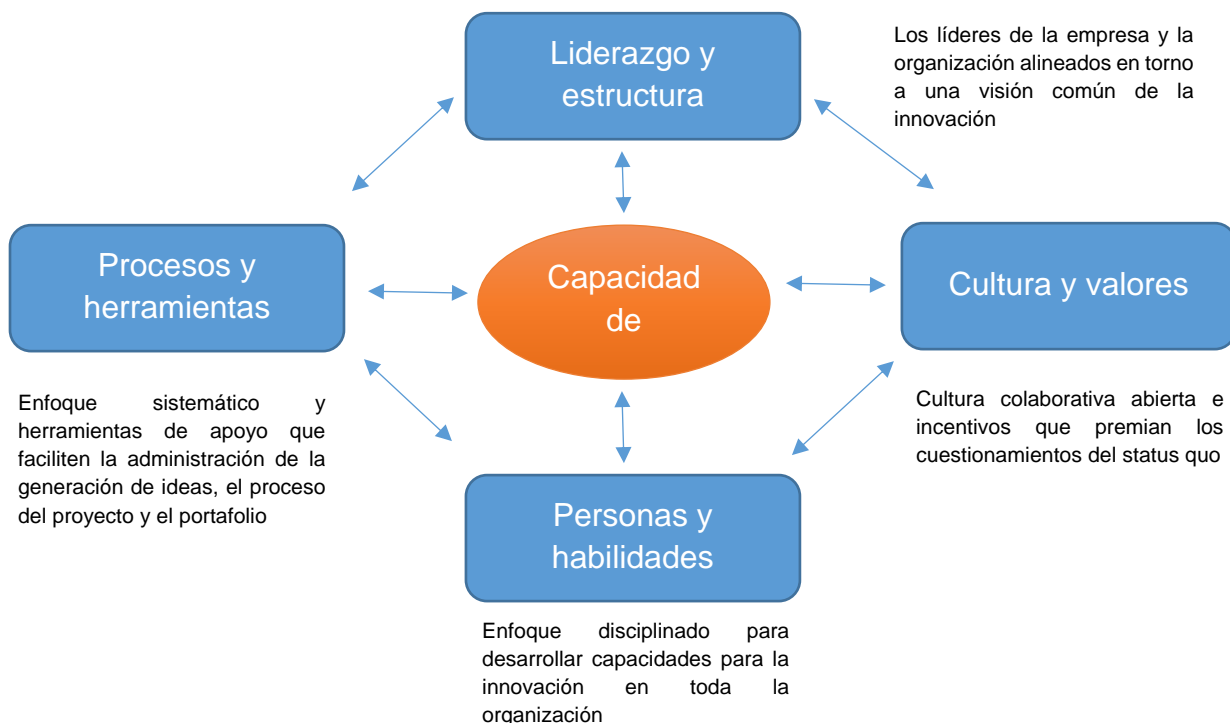 Liderazgo y
estructura
Los líderes de la empresa y la
organización alineados en torno
a una visión común de la
innovación
Procesos y
herramientas
Capacidad
de
Cultura y valores
Enfoque sistemático y
herramientas de apoyo que
faciliten la administración de la
generación de ideas, el proceso
del proyecto y el portafolio
Cultura colaborativa abierta e
incentivos que premian los
cuestionamientos del status quo
Personas y
habilidades
Enfoque disciplinado para
desarrollar capacidades para la
innovación en toda la
organización